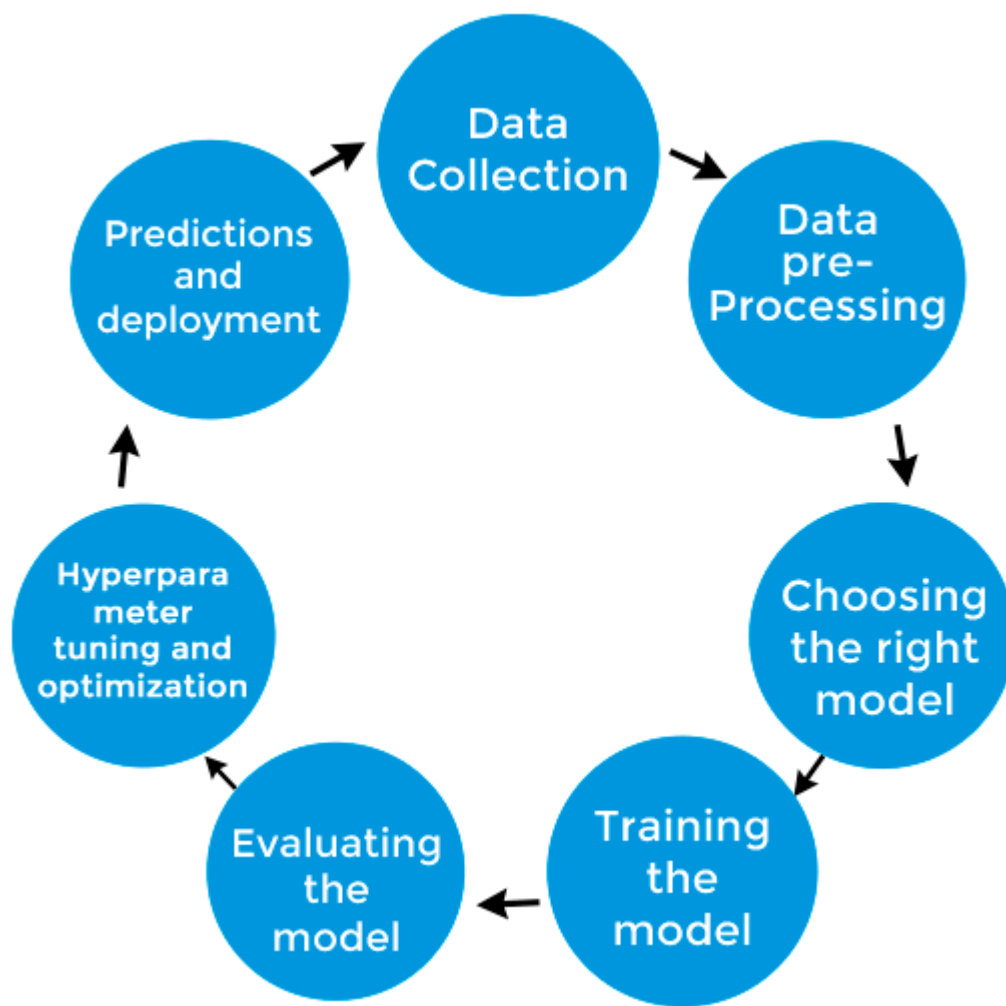 Data
Collection
Data
pre-
Processing
Choosing
the right
model
Training
the
model
Evaluating
the
model
Hyperpara
meter
tuning and
optimization
Predictions
and
deployment